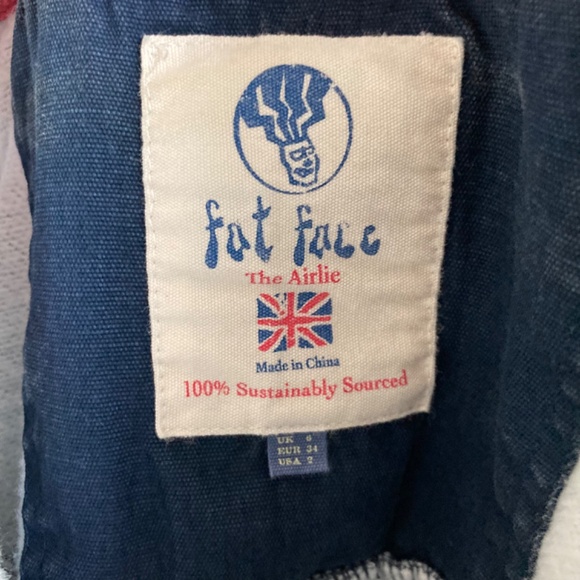 fat face
The Airlie
Made in China
100% Sustainably Sourced
UK 6
EUR 34
USA 2